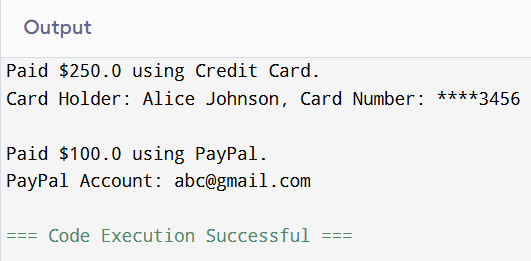 Output
Paid $250.0 using Credit Card.
Card Holder: Alice Johnson, Card Number: ****3456
Paid $100.0 using PayPal.
PayPal Account: abc@gmail.com
=== Code Execution Successful ===